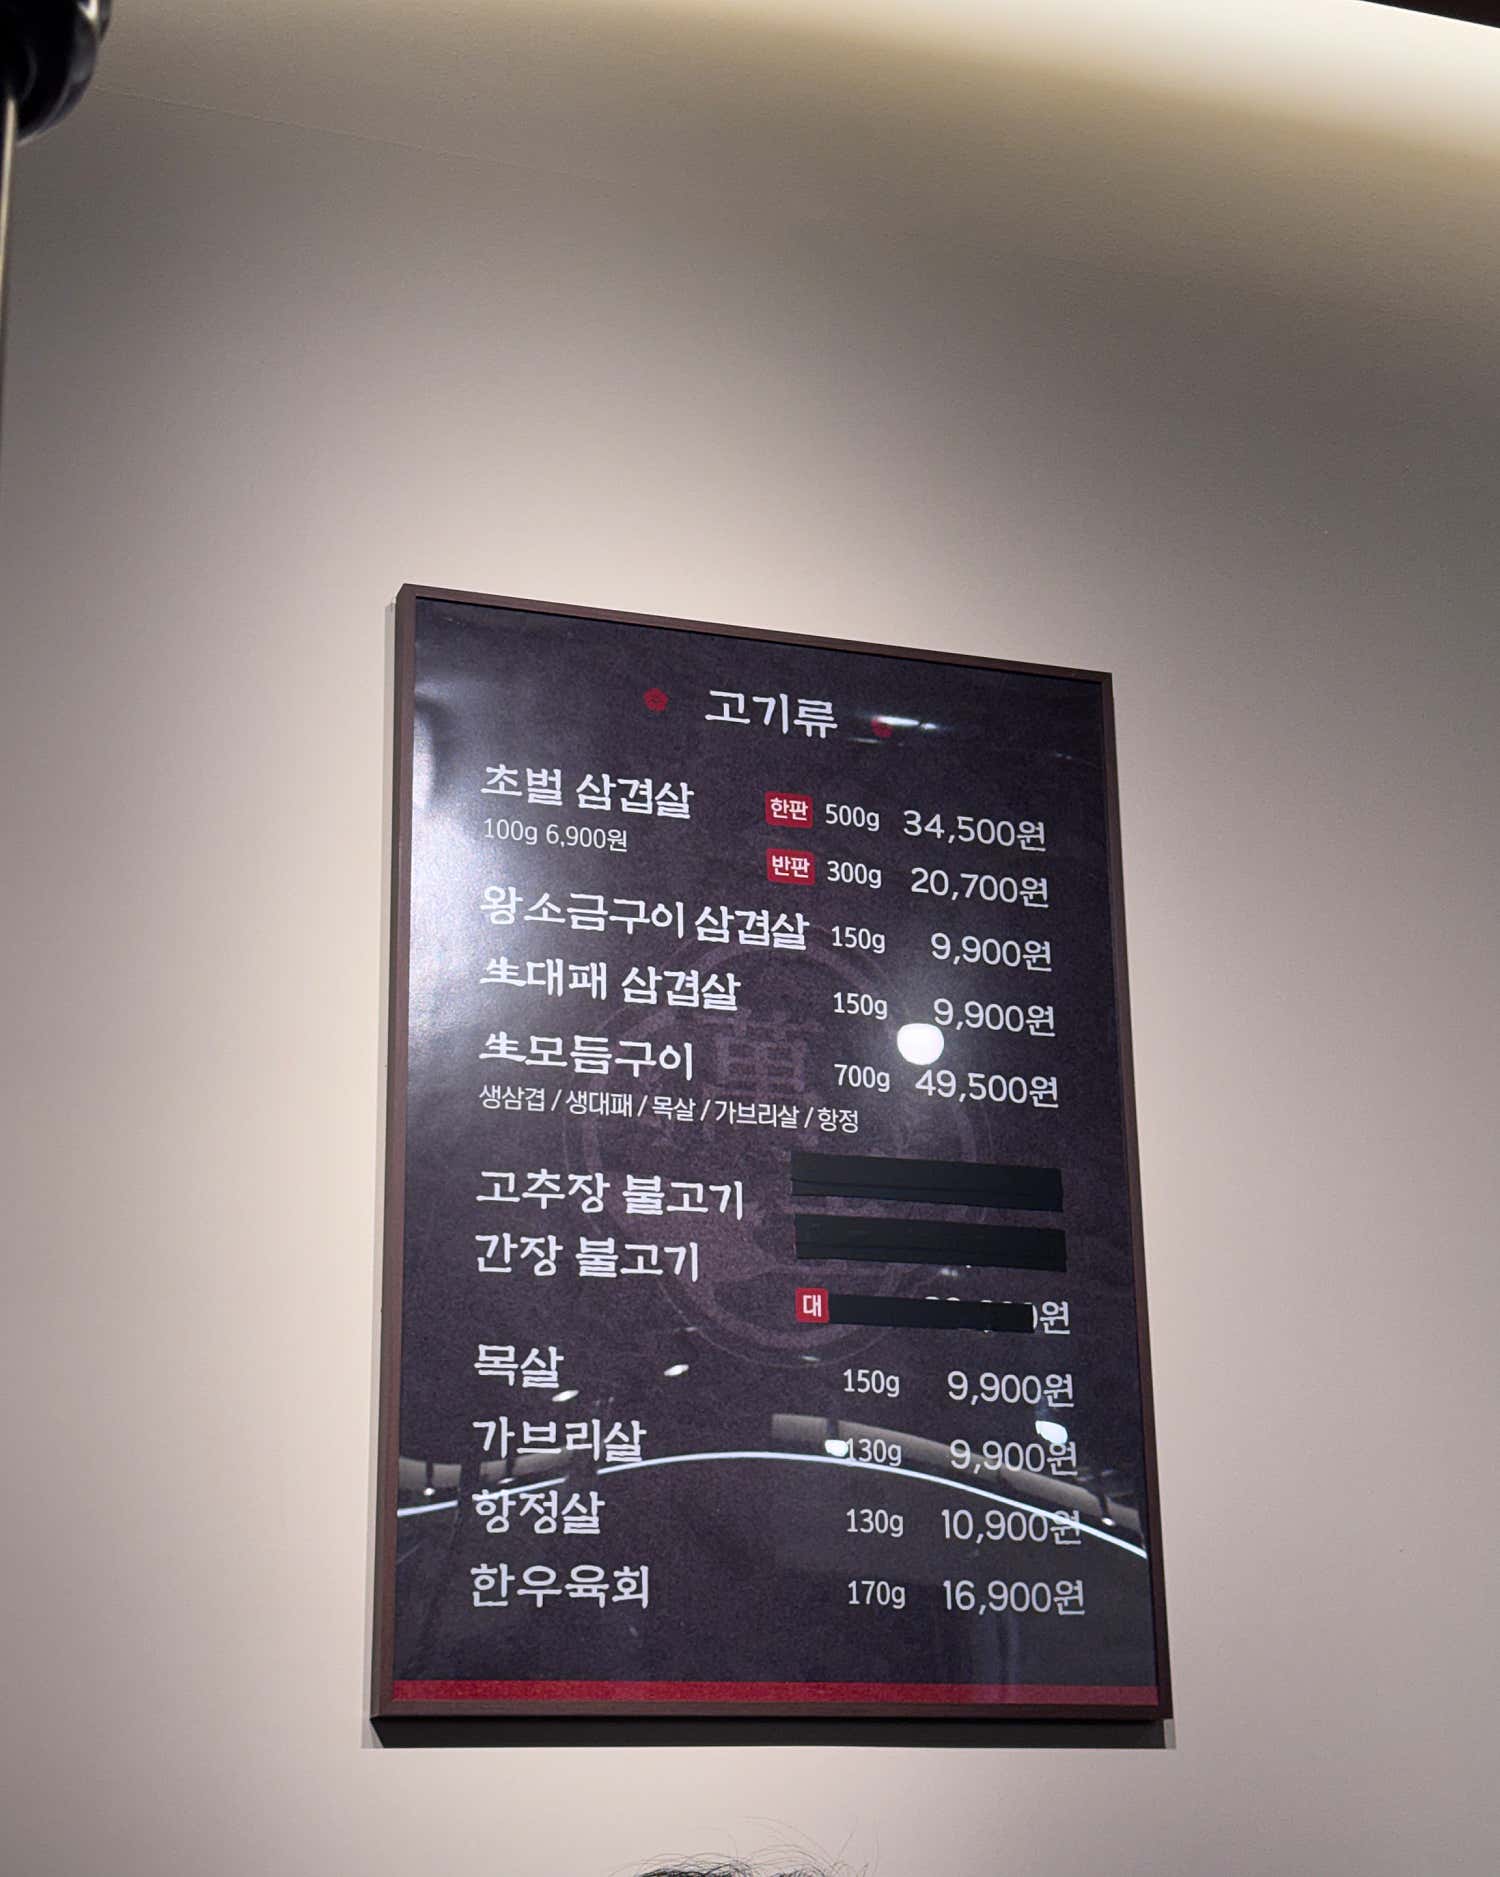 고기류
초벌 삼겹살 한판 500g 34,500원
100g 6,900원
반판 300g 20,700원
왕소금구이 삼겹살 150g 9,900원
生대패 삼겹살 150g 9,900원
生모듬구이 700g 49,500원
생삼겹 / 생대패 / 목살 / 가브리살 / 항정
고추장 불고기
간장 불고기
대 원
목살 150g 9,900원
가브리살 130g 9,900원
항정살 130g 10,900원
한우육회 170g 16,900원